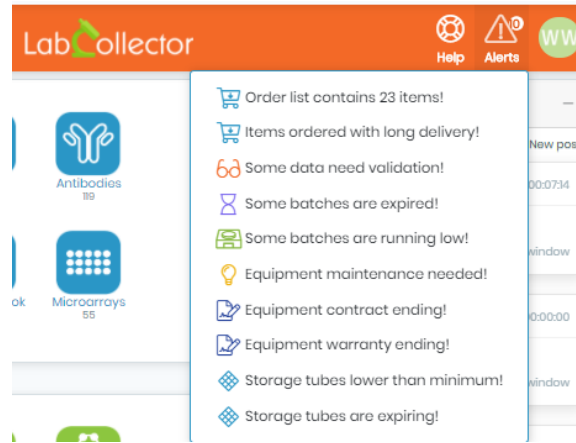 LabCollector
Help
Alerts
0
WW
Order list contains 23 items!
Items ordered with long delivery!
New pos
Some data need validation!
Antibodies
119
00:07:14
Some batches are expired!
Some batches are running low!
window
Equipment maintenance needed!
ok
Microarrays
55
Equipment contract ending!
00:00:00
Equipment warranty ending!
Storage tubes lower than minimum!
window
Storage tubes are expiring!